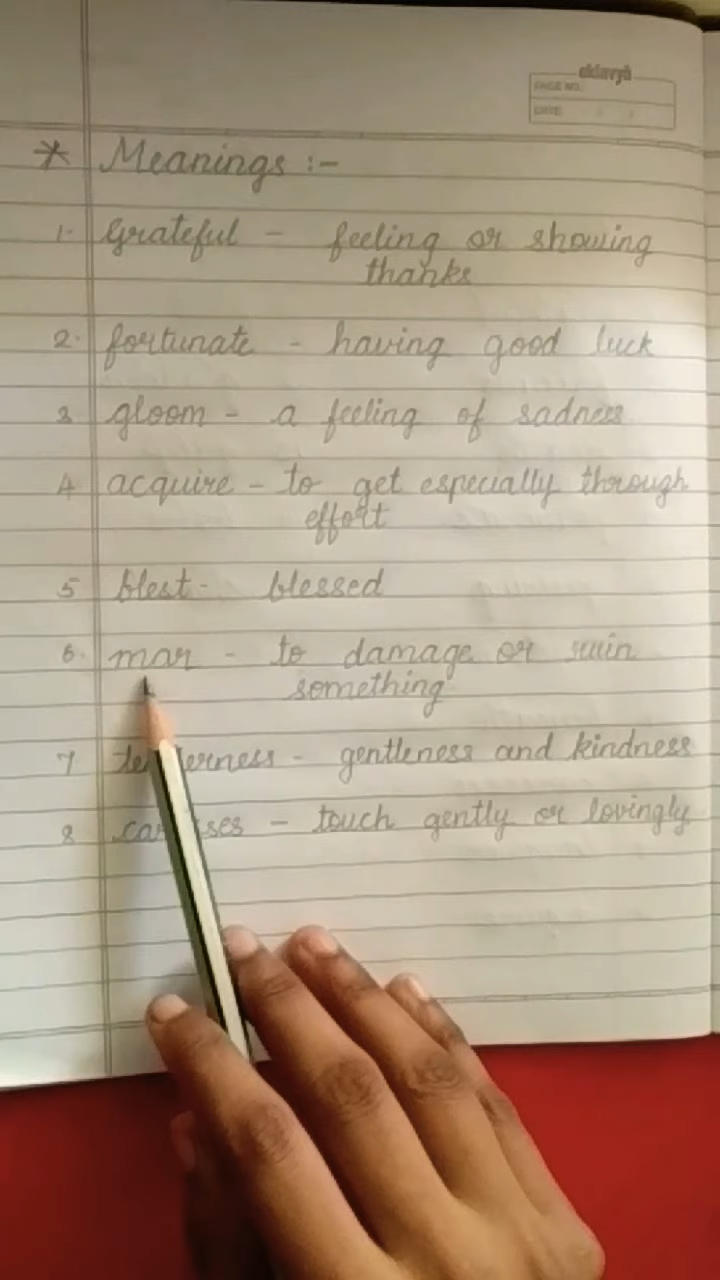 eklavya
PAGE NO.:
DATE:
* Meanings :-
1. Grateful - feeling or showing
thanks
2. fortunate - having good luck
3 gloom - a feeling of sadness
4 acquire - to get especially through
effort
5 blest - blessed
6. mar - to damage or ruin
something
7 - gentleness and kindness
8 - touch gently or lovingly